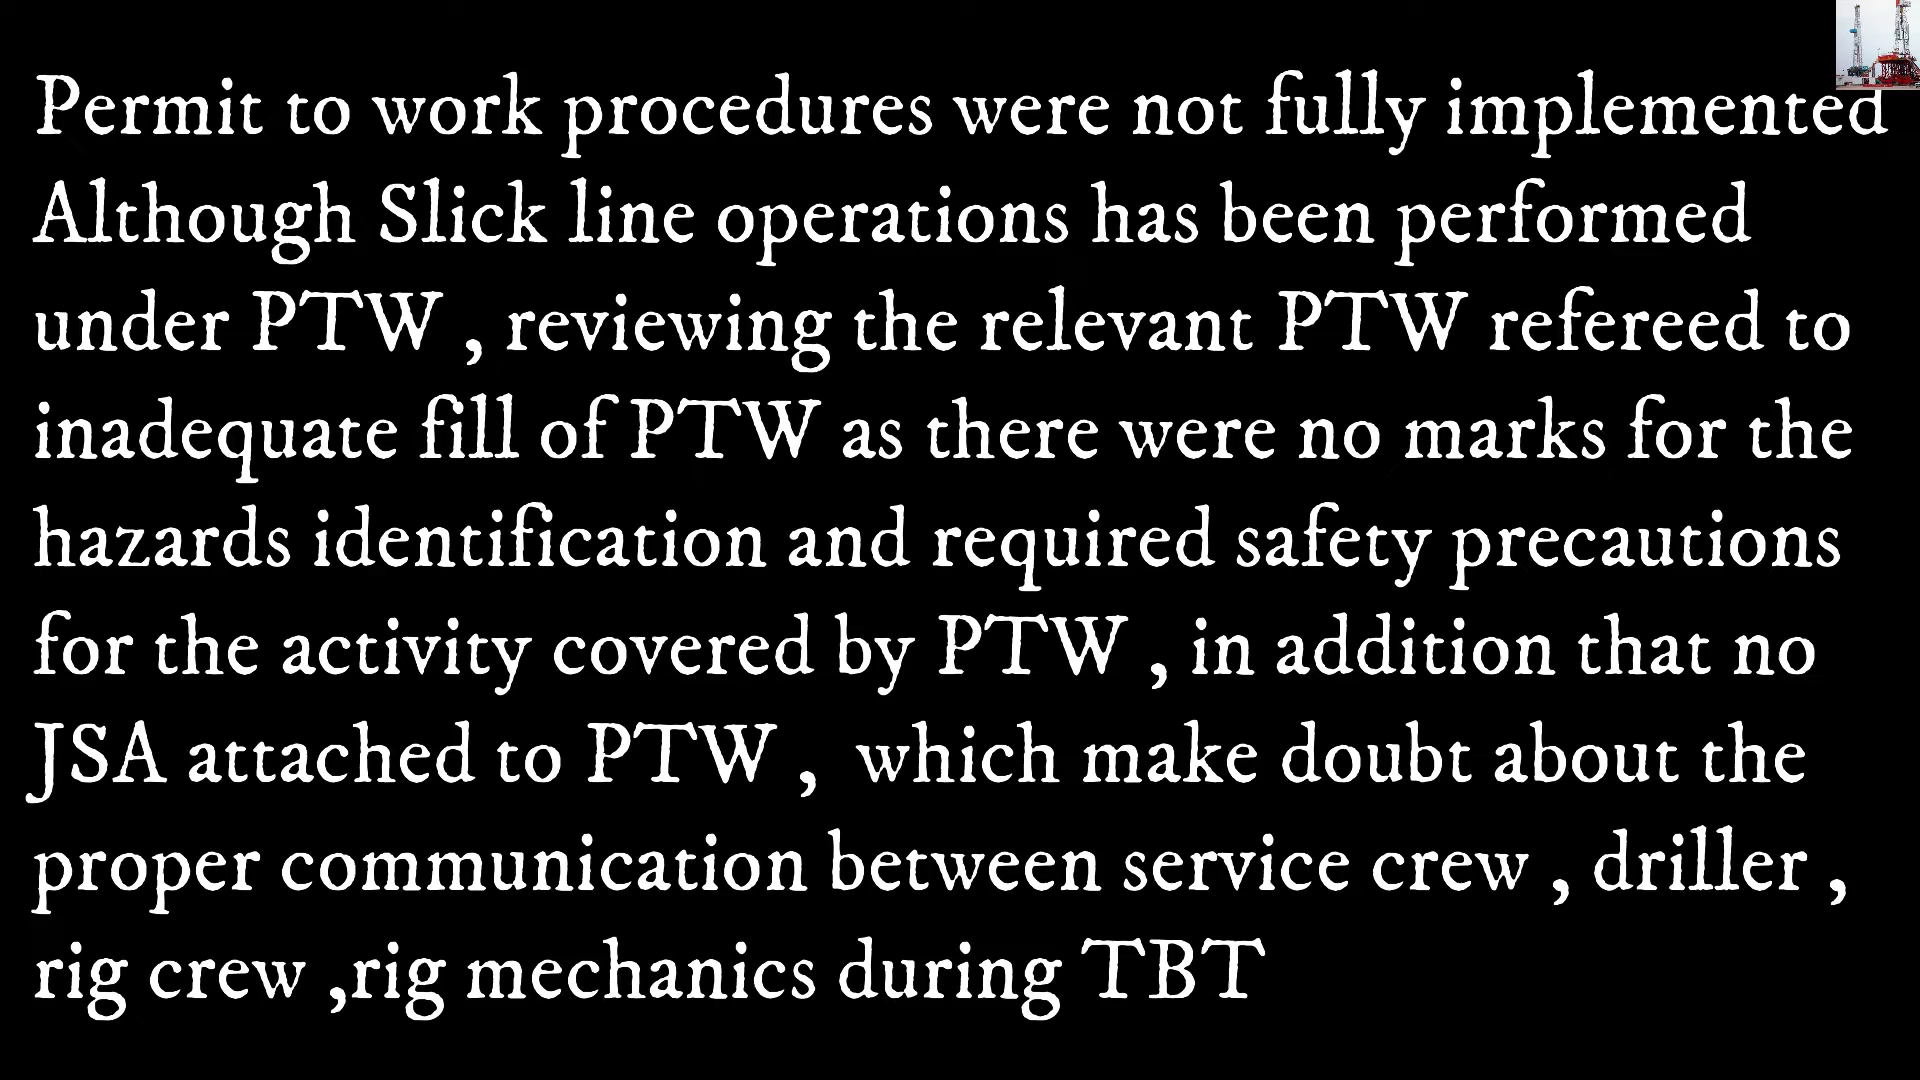 Permit to work procedures were not fully implemented
Although Slick line operations has been performed
under PTW , reviewing the relevant PTW refereed to
inadequate fill of PTW as there were no marks for the
hazards identification and required safety precautions
for the activity covered by PTW , in addition that no
JSA attached to PTW ,  which make doubt about the
proper communication between service crew , driller ,
rig crew ,rig mechanics during TBT